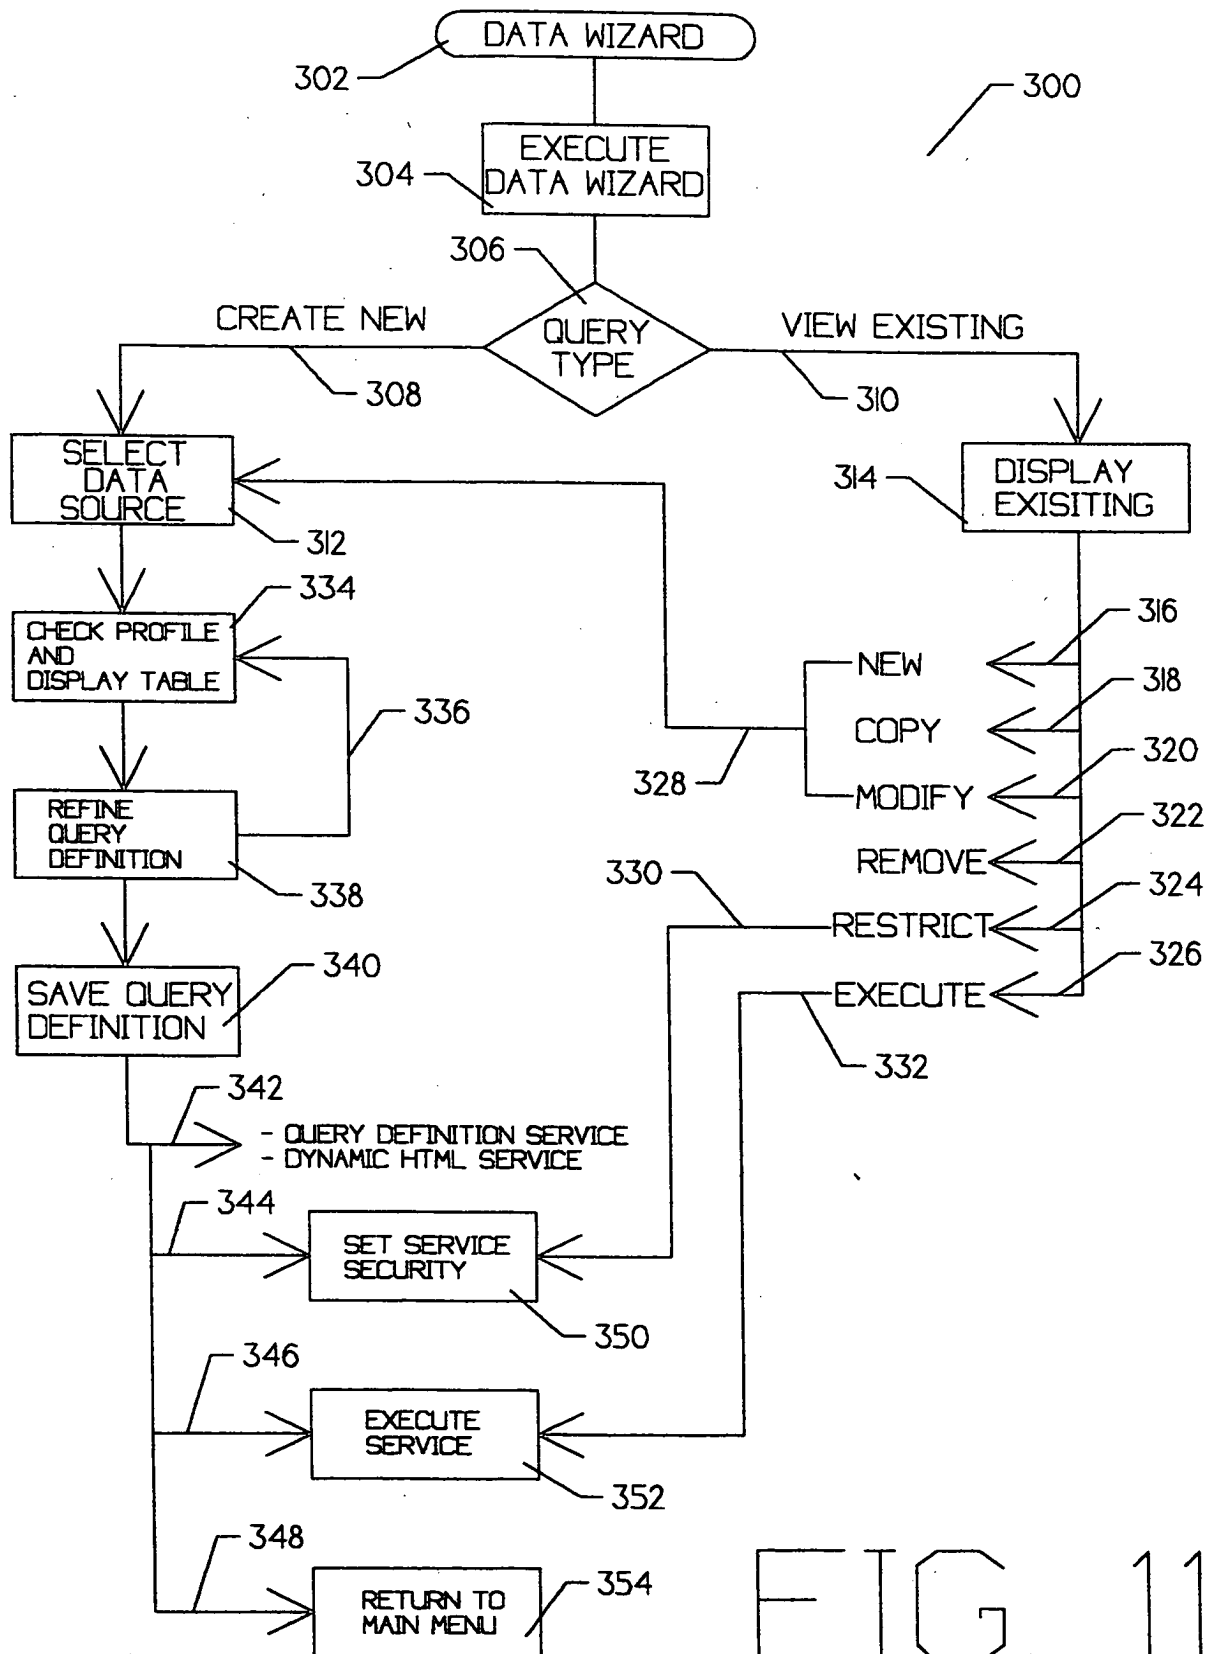 DATA WIZARD
302
300
EXECUTE
DATA WIZARD
304
306
CREATE NEW
QUERY
TYPE
VIEW EXISTING
308
310
SELECT
DATA
SOURCE
312
314
DISPLAY
EXISITING
334
CHECK PROFILE
AND
DISPLAY TABLE
336
316
NEW
318
COPY
320
328
MODIFY
322
REMOVE
REFINE
QUERY
DEFINITION
338
330
324
RESTRICT
326
EXECUTE
332
340
SAVE QUERY
DEFINITION
342
- QUERY DEFINITION SERVICE
- DYNAMIC HTML SERVICE
344
SET SERVICE
SECURITY
350
346
EXECUTE
SERVICE
352
348
RETURN TO
MAIN MENU
354
FIG. 11